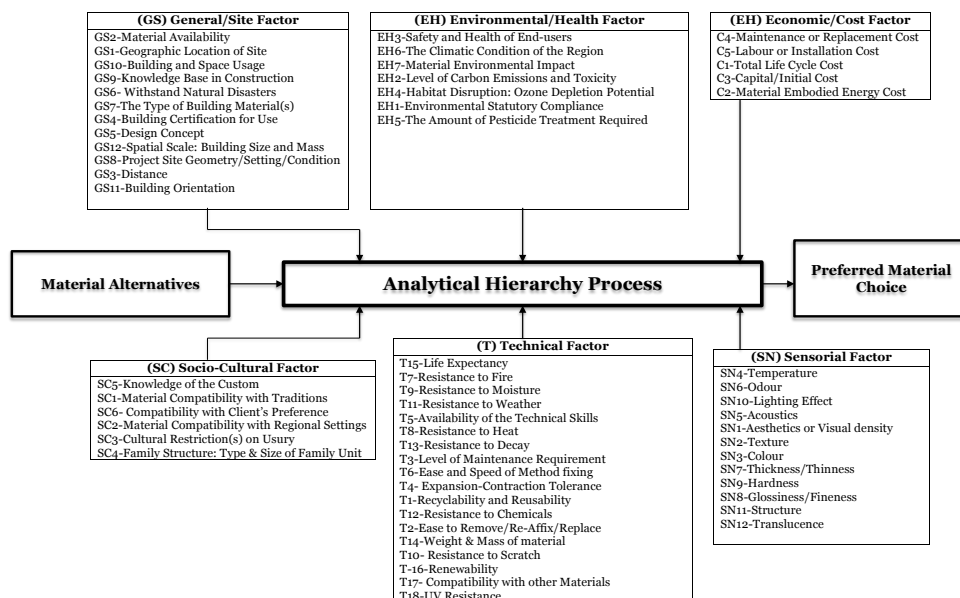 (GS) General/Site Factor
GS2-Material Availability
GS1-Geographic Location of Site
GS10-Building and Space Usage
GS9-Knowledge Base in Construction
GS6- Withstand Natural Disasters
GS7-The Type of Building Material(s)
GS4-Building Certification for Use
GS5-Design Concept
GS12-Spatial Scale: Building Size and Mass
GS8-Project Site Geometry/Setting/Condition
GS3-Distance
GS11-Building Orientation
(EH) Environmental/Health Factor
EH3-Safety and Health of End-users
EH6-The Climatic Condition of the Region
EH7-Material Environmental Impact
EH2-Level of Carbon Emissions and Toxicity
EH4-Habitat Disruption: Ozone Depletion Potential
EH1-Environmental Statutory Compliance
EH5-The Amount of Pesticide Treatment Required
(EH) Economic/Cost Factor
C4-Maintenance or Replacement Cost
C5-Labour or Installation Cost
C1-Total Life Cycle Cost
C3-Capital/Initial Cost
C2-Material Embodied Energy Cost
Material Alternatives
Analytical Hierarchy Process
Preferred Material
Choice
(SC) Socio-Cultural Factor
SC5-Knowledge of the Custom
SC1-Material Compatibility with Traditions
SC6- Compatibility with Client's Preference
SC2-Material Compatibility with Regional Settings
SC3-Cultural Restriction(s) on Usury
SC4-Family Structure: Type & Size of Family Unit
(T) Technical Factor
T15-Life Expectancy
T7-Resistance to Fire
T9-Resistance to Moisture
T11-Resistance to Weather
T5-Availability of the Technical Skills
T8-Resistance to Heat
T13-Resistance to Decay
T3-Level of Maintenance Requirement
T6-Ease and Speed of Method fixing
T4- Expansion-Contraction Tolerance
T1-Recyclability and Reusability
T12-Resistance to Chemicals
T2-Ease to Remove/Re-Affix/Replace
T14-Weight & Mass of material
T10- Resistance to Scratch
T-16-Renewability
T17- Compatibility with other Materials
T18-UV Resistance
(SN) Sensorial Factor
SN4-Temperature
SN6-Odour
SN10-Lighting Effect
SN5-Acoustics
SN1-Aesthetics or Visual density
SN2-Texture
SN3-Colour
SN7-Thickness/Thinness
SN9-Hardness
SN8-Glossiness/Fineness
SN11-Structure
SN12-Translucence